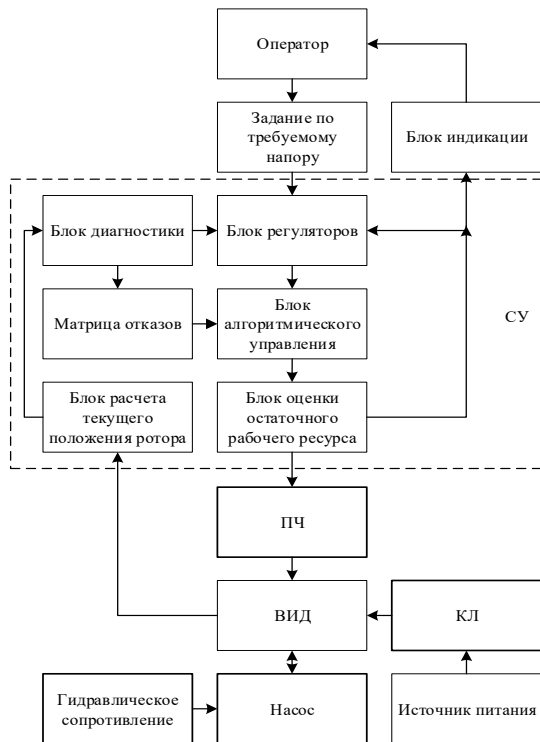 Оператор
Задание по
требуемому
напору
Блок индикации
Блок диагностики
Блок регуляторов
Матрица отказов
Блок
алгоритмического
управления
СУ
Блок расчета
текущего
положения ротора
Блок оценки
остаточного
рабочего ресурса
ПЧ
ВИД
КЛ
Гидравлическое
сопротивление
Насос
Источник питания